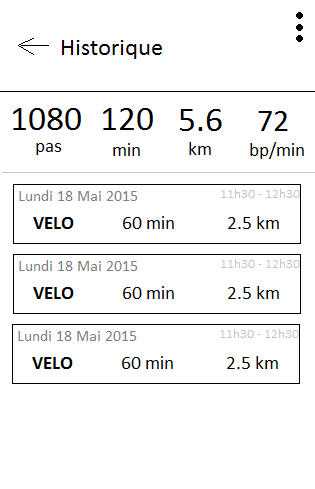 Historique
1080 120 5.6 72
pas min km bp/min
Lundi 18 Mai 2015 11h30 - 12h30
VELO 60 min 2.5 km
Lundi 18 Mai 2015 11h30 - 12h30
VELO 60 min 2.5 km
Lundi 18 Mai 2015 11h30 - 12h30
VELO 60 min 2.5 km